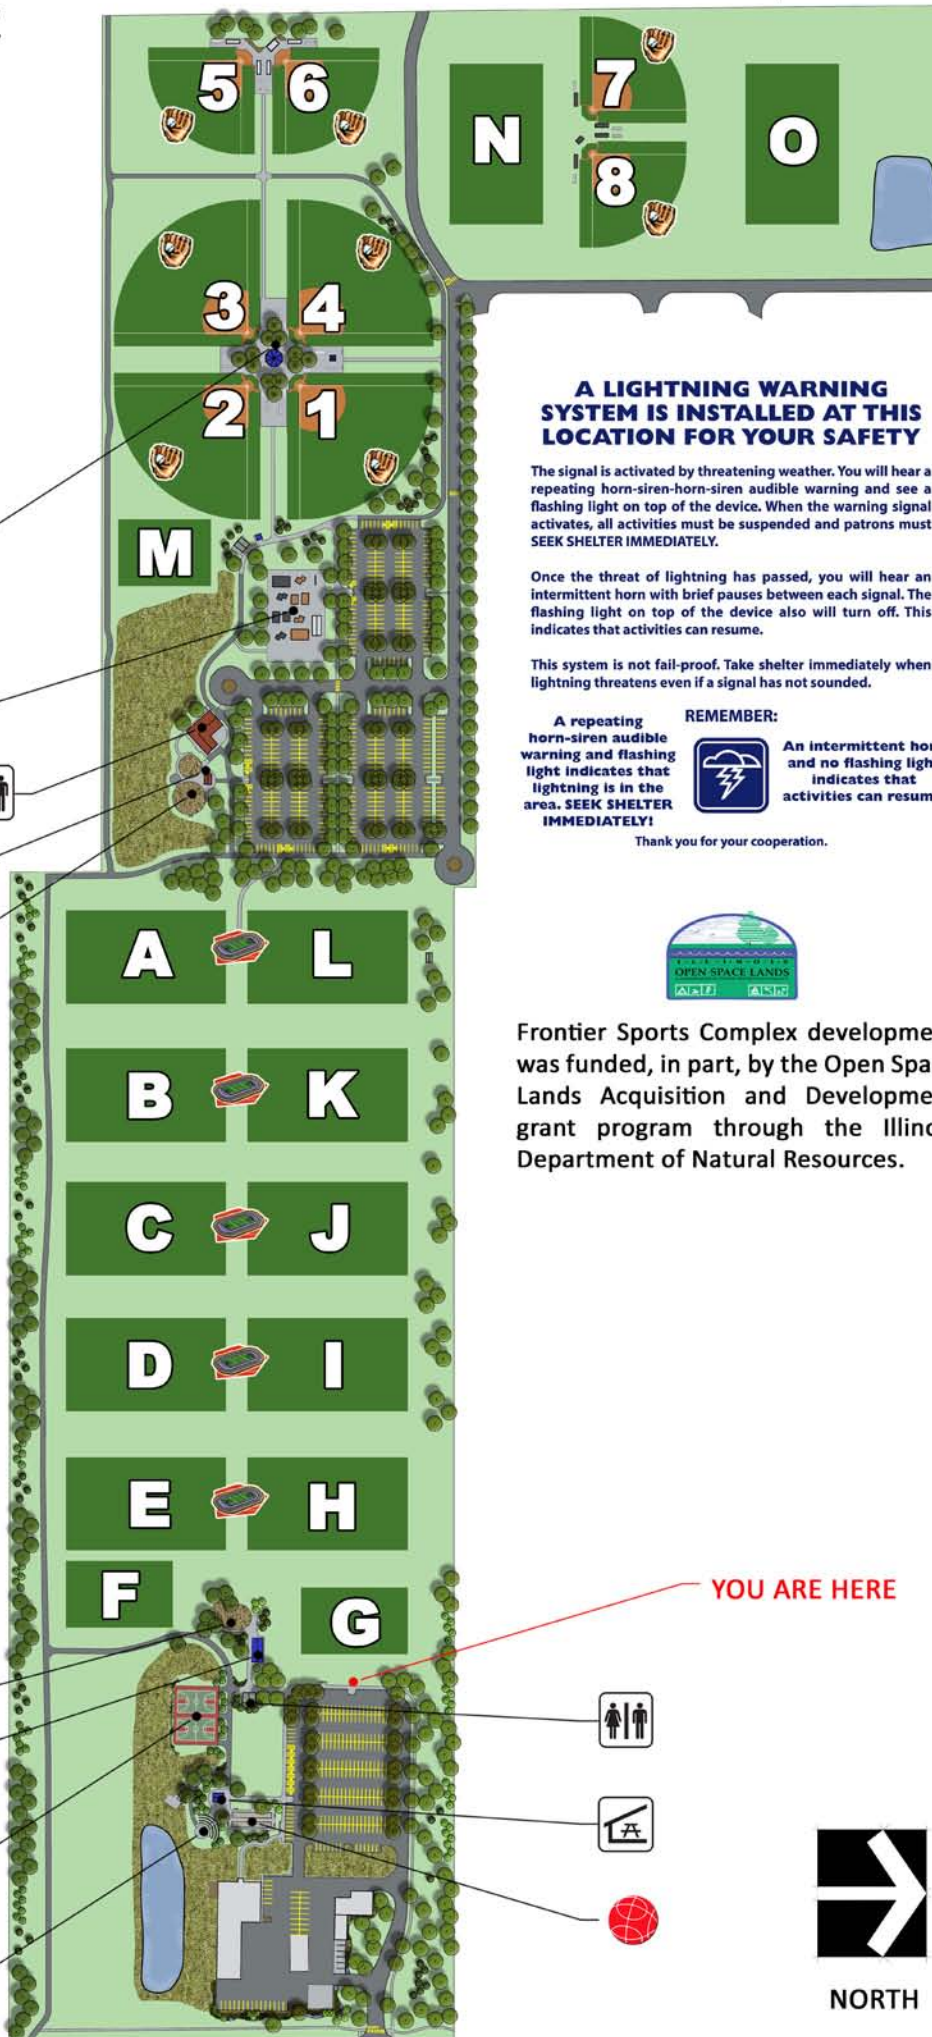 5 6
7
N O
8
3 4
2 1
M
A LIGHTNING WARNING
SYSTEM IS INSTALLED AT THIS
LOCATION FOR YOUR SAFETY
The signal is activated by threatening weather. You will hear a
repeating horn-siren-horn-siren audible warning and see a
flashing light on top of the device. When the warning signal
activates, all activities must be suspended and patrons must
SEEK SHELTER IMMEDIATELY.
Once the threat of lightning has passed, you will hear an
intermittent horn with brief pauses between each signal. The
flashing light on top of the device also will turn off. This
indicates that activities can resume.
This system is not fail-proof. Take shelter immediately when
lightning threatens even if a signal has not sounded.
REMEMBER:
A repeating
horn-siren audible
warning and flashing
light indicates that
lightning is in the
area. SEEK SHELTER
IMMEDIATELY!
An intermittent hor
and no flashing ligh
indicates that
activities can resum
Thank you for your cooperation.
A L
B K
C J
D I
E H
F G
ILLINOIS
OPEN SPACE LANDS
Frontier Sports Complex developme
was funded, in part, by the Open Spa
Lands Acquisition and Developme
grant program through the Illino
Department of Natural Resources.
YOU ARE HERE
NORTH